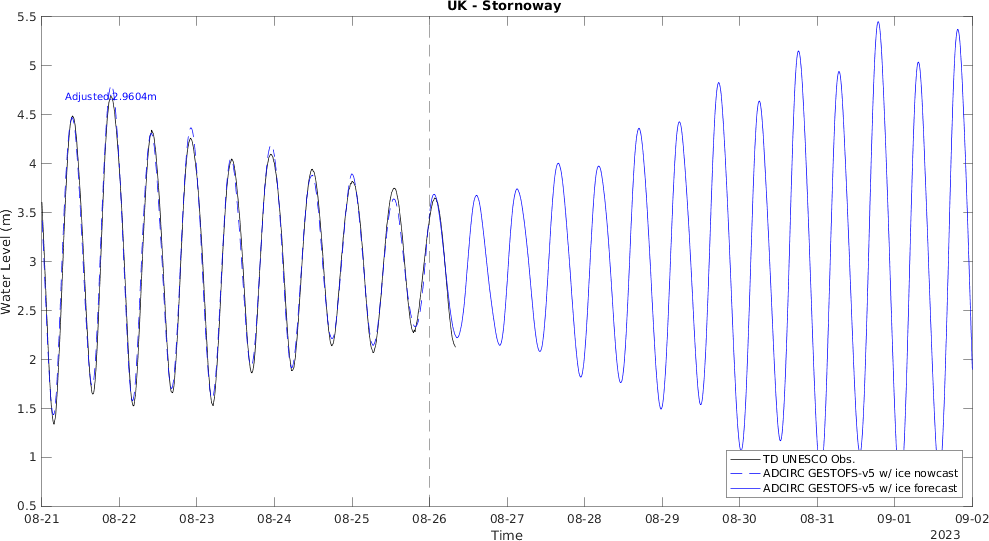 UK - Stornoway
5.5
5
4.5
4
3.5
3
2.5
2
1.5
1
0.5
Water Level (m)
Adjusted 2.9604m
TD UNESCO Obs.
ADCIRC GESTOFS-v5 w/ ice nowcast
ADCIRC GESTOFS-v5 w/ ice forecast
08-21 08-22 08-23 08-24 08-25 08-26 08-27 08-28 08-29 08-30 08-31 09-01 09-02
Time
2023